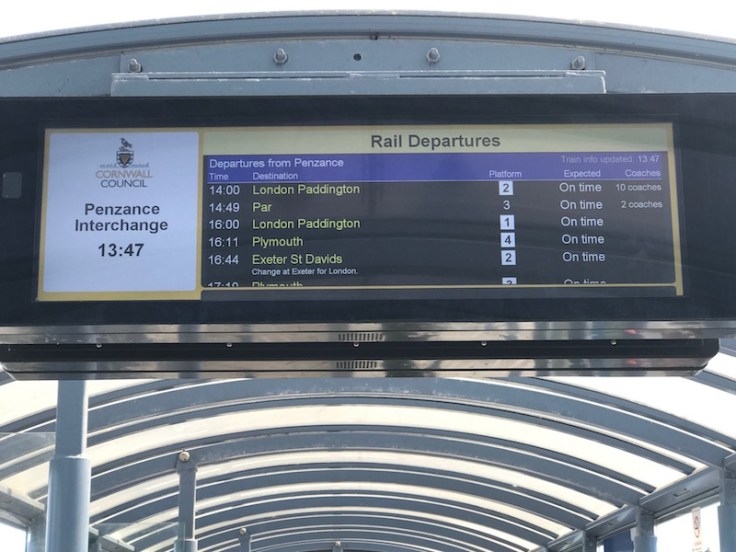 Rail Departures
CORNWALL
COUNCIL
Penzance
Interchange
13:47
Departures from Penzance Train info updated 13:47
Time Destination Platform Expected Coaches
14:00 London Paddington 2 On time 10 coaches
14:49 Par 3 On time 2 coaches
16:00 London Paddington 1 On time
16:11 Plymouth 4 On time
16:44 Exeter St Davids 2 On time
Change at Exeter for London.
Plymouth On time